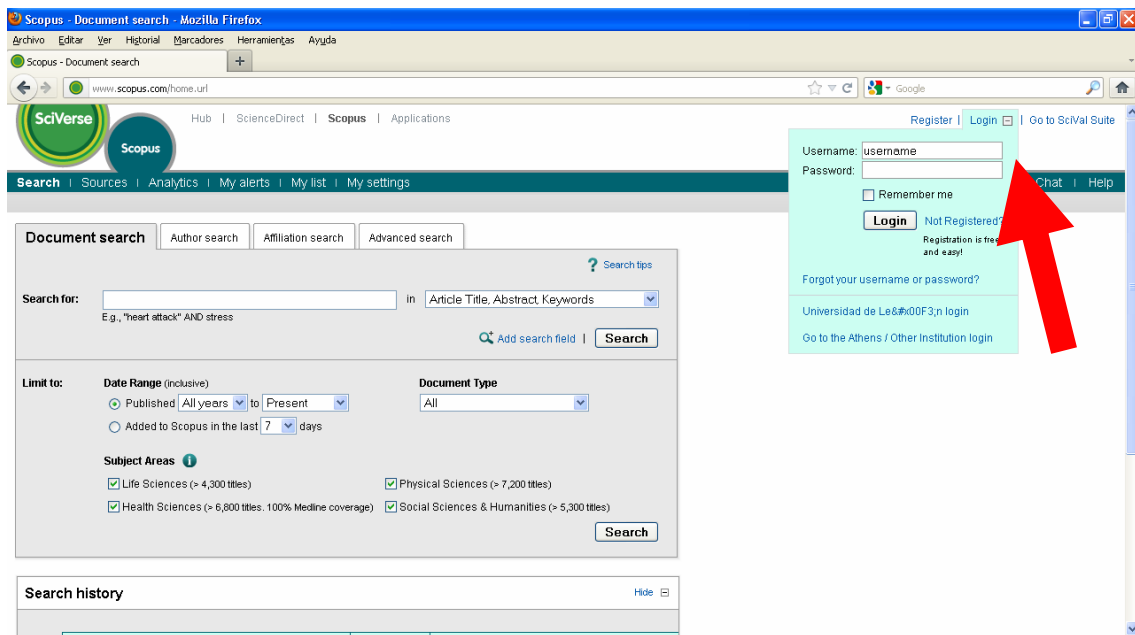 Scopus - Document search - Mozilla Firefox
Archivo Editar Ver Historial Marcadores Herramientas Ayuda
Scopus - Document search +
www.scopus.com/home.url Google
SciVerse
Scopus
Hub | ScienceDirect | Scopus | Applications
Register | Login | Go to SciVal Suite
Search | Sources | Analytics | My alerts | My list | My settings
Chat | Help
Username: username
Password:
Remember me
Login Not Registered?
Registration is free
and easy!
Forgot your username or password?
Universidad de Le&#x00F3;n login
Go to the Athens / Other Institution login
Document search Author search Affiliation search Advanced search
? Search tips
Search for: in Article Title, Abstract, Keywords
E.g., "heart attack" AND stress
Add search field | Search
Limit to: Date Range (inclusive) Document Type
Published All years to Present All
Added to Scopus in the last 7 days
Subject Areas i
Life Sciences (> 4,300 titles) Physical Sciences (> 7,200 titles)
Health Sciences (> 6,800 titles. 100% Medline coverage) Social Sciences & Humanities (> 5,300 titles)
Search
Search history Hide